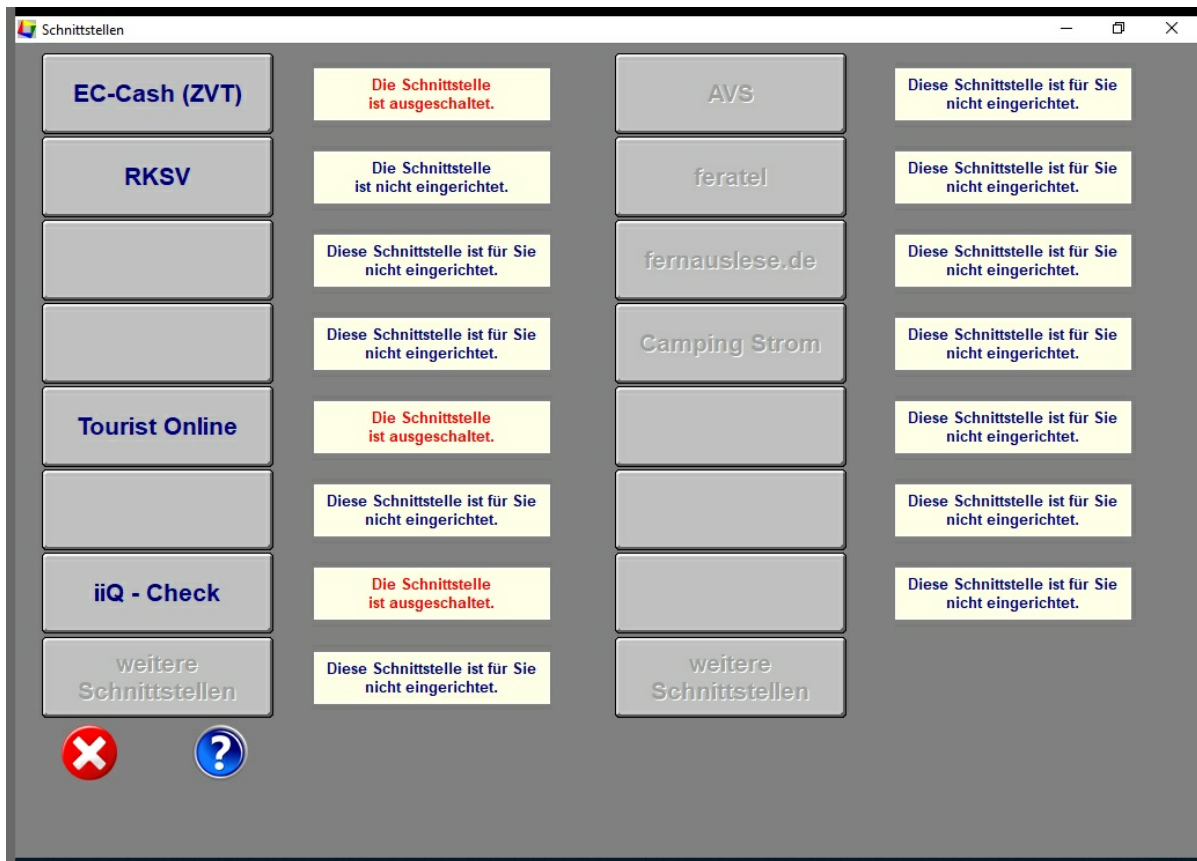 Schnittstellen
EC-Cash (ZVT)
Die Schnittstelle
ist ausgeschaltet.
AVS
Diese Schnittstelle ist für Sie
nicht eingerichtet.
RKSV
Die Schnittstelle
ist nicht eingerichtet.
feratel
Diese Schnittstelle ist für Sie
nicht eingerichtet.
Diese Schnittstelle ist für Sie
nicht eingerichtet.
fernauslese.de
Diese Schnittstelle ist für Sie
nicht eingerichtet.
Diese Schnittstelle ist für Sie
nicht eingerichtet.
Camping Strom
Diese Schnittstelle ist für Sie
nicht eingerichtet.
Tourist Online
Die Schnittstelle
ist ausgeschaltet.
Diese Schnittstelle ist für Sie
nicht eingerichtet.
Diese Schnittstelle ist für Sie
nicht eingerichtet.
Diese Schnittstelle ist für Sie
nicht eingerichtet.
iiQ - Check
Die Schnittstelle
ist ausgeschaltet.
Diese Schnittstelle ist für Sie
nicht eingerichtet.
weitere
Schnittstellen
Diese Schnittstelle ist für Sie
nicht eingerichtet.
weitere
Schnittstellen
?